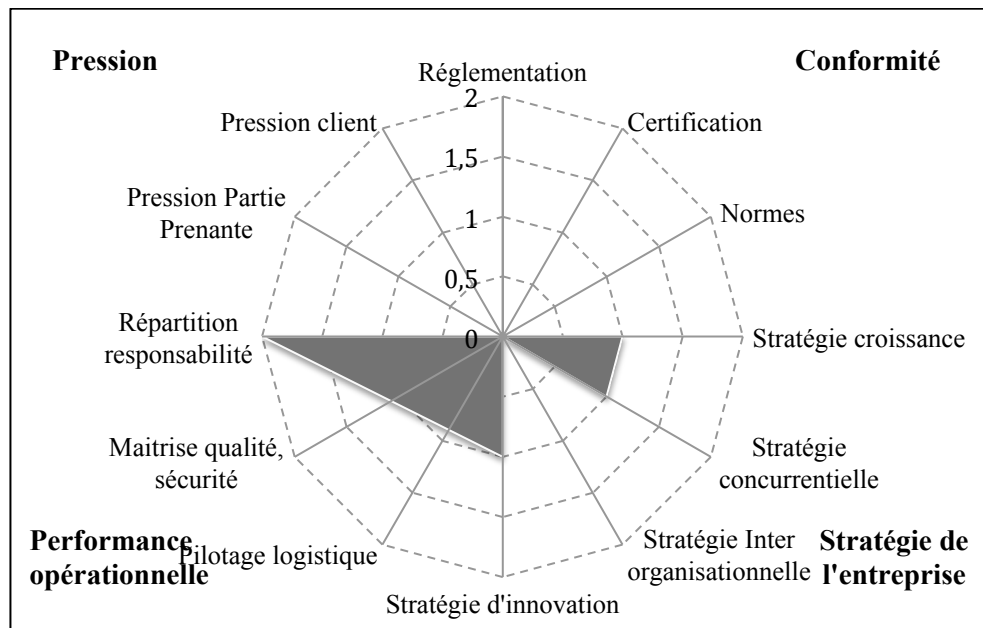 Pression
Conformité
Réglementation
2
Pression client
Certification
1,5
Pression Partie
Prenante
1
Normes
0,5
Répartition
responsabilité
0
Stratégie croissance
Maitrise qualité,
sécurité
Stratégie
concurrentielle
Performance
opérationnelle
Pilotage logistique
Stratégie Inter
organisationnelle
Stratégie de
l'entreprise
Stratégie d'innovation